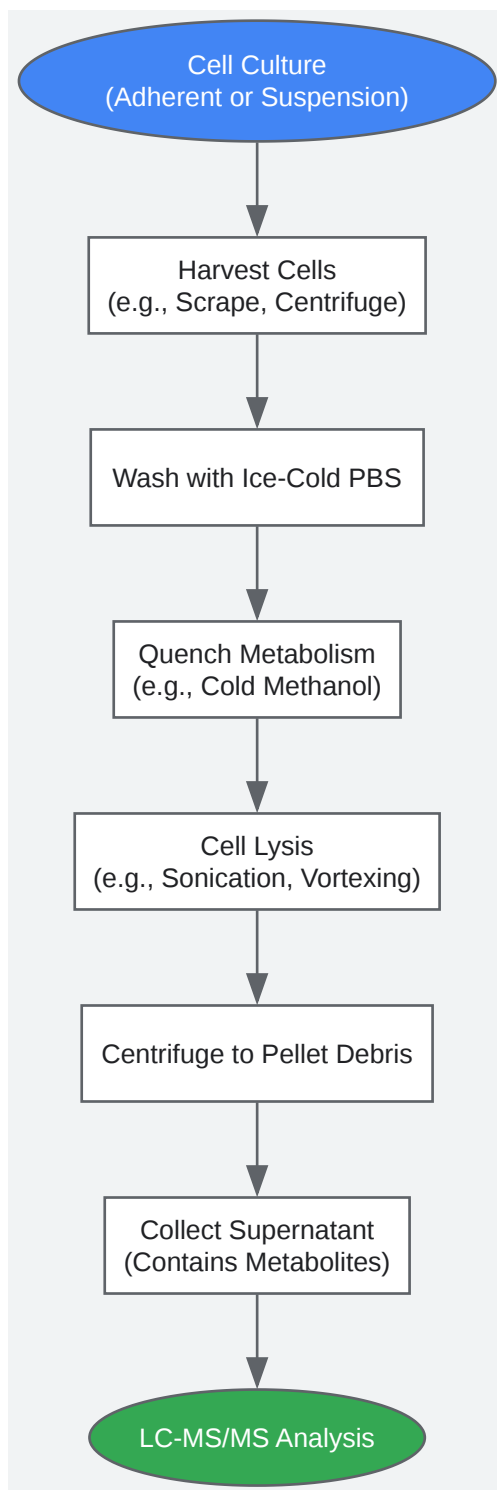 Cell Culture
(Adherent or Suspension)
Harvest Cells
(e.g., Scrape, Centrifuge)
Wash with Ice-Cold PBS
Quench Metabolism
(e.g., Cold Methanol)
Cell Lysis
(e.g., Sonication, Vortexing)
Centrifuge to Pellet Debris
Collect Supernatant
(Contains Metabolites)
LC-MS/MS Analysis